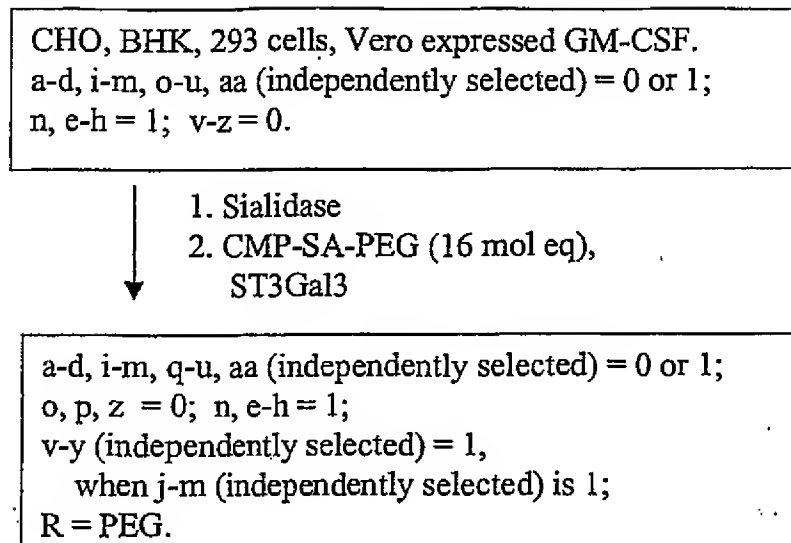 CHO, BHK, 293 cells, Vero expressed GM-CSF.
a-d, i-m, o-u, aa (independently selected) = 0 or 1;
n, e-h = 1; v-z = 0.
1. Sialidase
2. CMP-SA-PEG (16 mol eq),
ST3Gal3
a-d, i-m, q-u, aa (independently selected) = 0 or 1;
o, p, z = 0; n, e-h = 1;
v-y (independently selected) = 1,
when j-m (independently selected) is 1;
R = PEG.